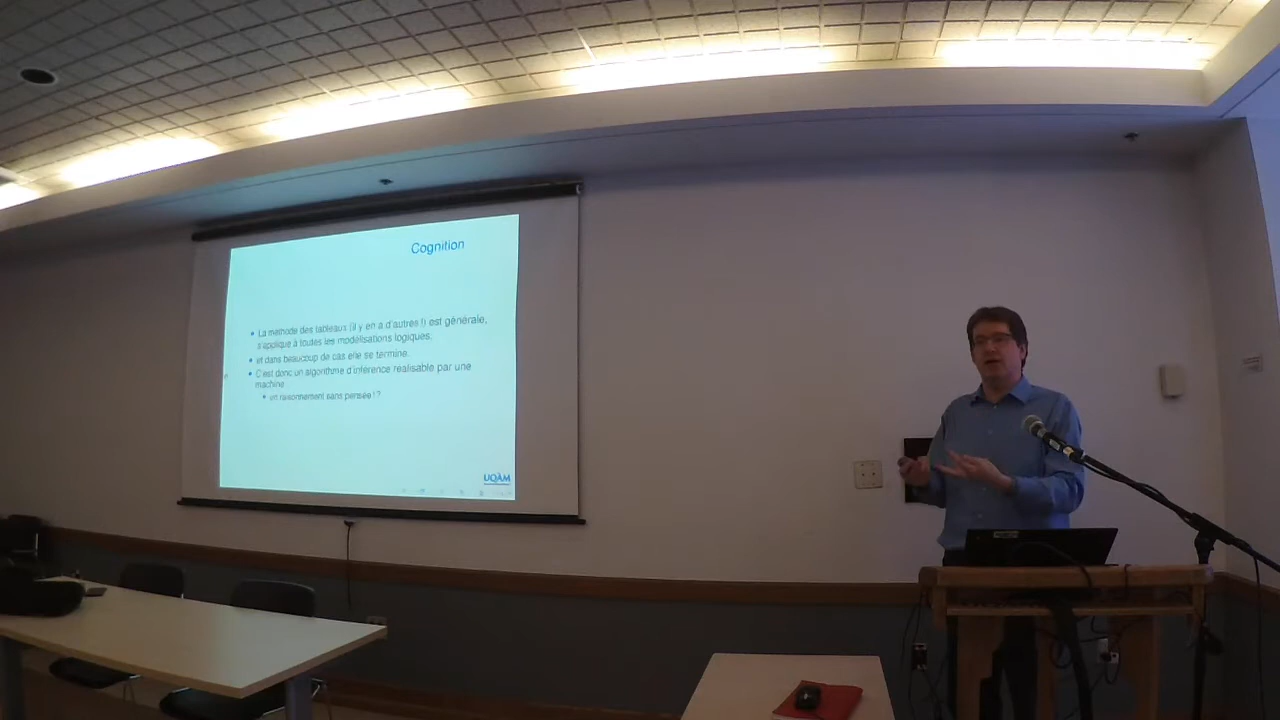 Cognition
La méthode des tableaux (il y en a d'autres !) est générale,
s'applique à toutes les modélisations logiques.
et dans beaucoup de cas elle se termine.
C'est donc un algorithme d'inférence réalisable par une
machine.
un raisonnement sans pensée!?
UQÀM